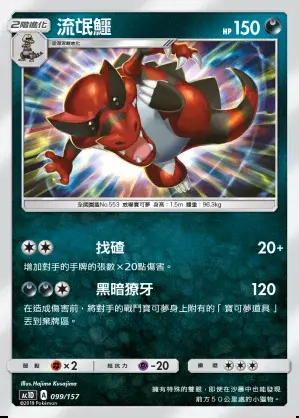 2階進化
流氓鱷
HP 150
從混混鱷進化
全國圖鑑No.553 威嚇寶可夢 身高：1.5m 體重：96.3kg
找碴 20+
增加對手的手牌的張數×20點傷害。
黑暗獠牙 120
在造成傷害前，將對手的戰鬥寶可夢身上附有的「寶可夢道具」
丟到棄牌區。
弱點 ×2 抵抗力 -20 撤退
Illus.Hajime Kusajima
AC1D A 099/157
©2019 Pokémon
擁有特殊的雙眼，即使在沙暴中也能發現
前方５０公里處的小獵物。